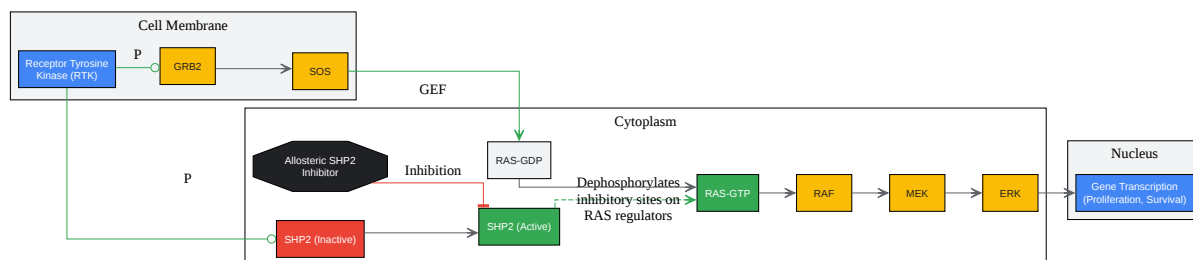 Cell Membrane
Receptor Tyrosine
Kinase (RTK)
P
GRB2
SOS
GEF
P
Cytoplasm
Allosteric SHP2
Inhibitor
Inhibition
RAS-GDP
SHP2 (Inactive)
SHP2 (Active)
Dephosphorylates
inhibitory sites on
RAS regulators
RAS-GTP
RAF
MEK
ERK
Nucleus
Gene Transcription
(Proliferation, Survival)